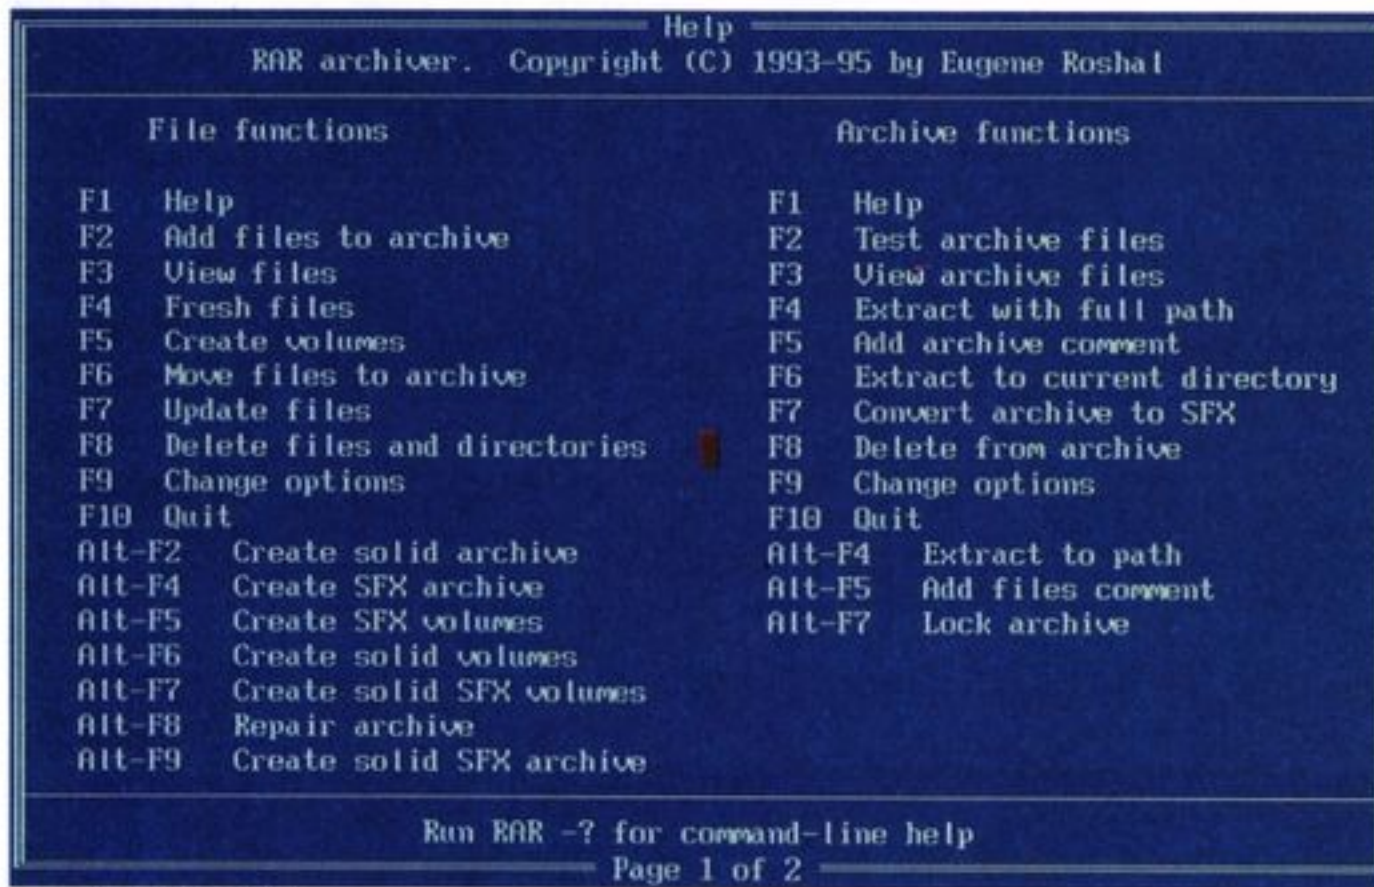 Help
RAR archiver. Copyright (C) 1993-95 by Eugene Roshal
File functions
F1 Help
F2 Add files to archive
F3 View files
F4 Fresh files
F5 Create volumes
F6 Move files to archive
F7 Update files
F8 Delete files and directories
F9 Change options
F10 Quit
Alt-F2 Create solid archive
Alt-F4 Create SFX archive
Alt-F5 Create SFX volumes
Alt-F6 Create solid volumes
Alt-F7 Create solid SFX volumes
Alt-F8 Repair archive
Alt-F9 Create solid SFX archive
Archive functions
F1 Help
F2 Test archive files
F3 View archive files
F4 Extract with full path
F5 Add archive comment
F6 Extract to current directory
F7 Convert archive to SFX
F8 Delete from archive
F9 Change options
F10 Quit
Alt-F4 Extract to path
Alt-F5 Add files comment
Alt-F7 Lock archive
Run RAR -? for command-line help
Page 1 of 2